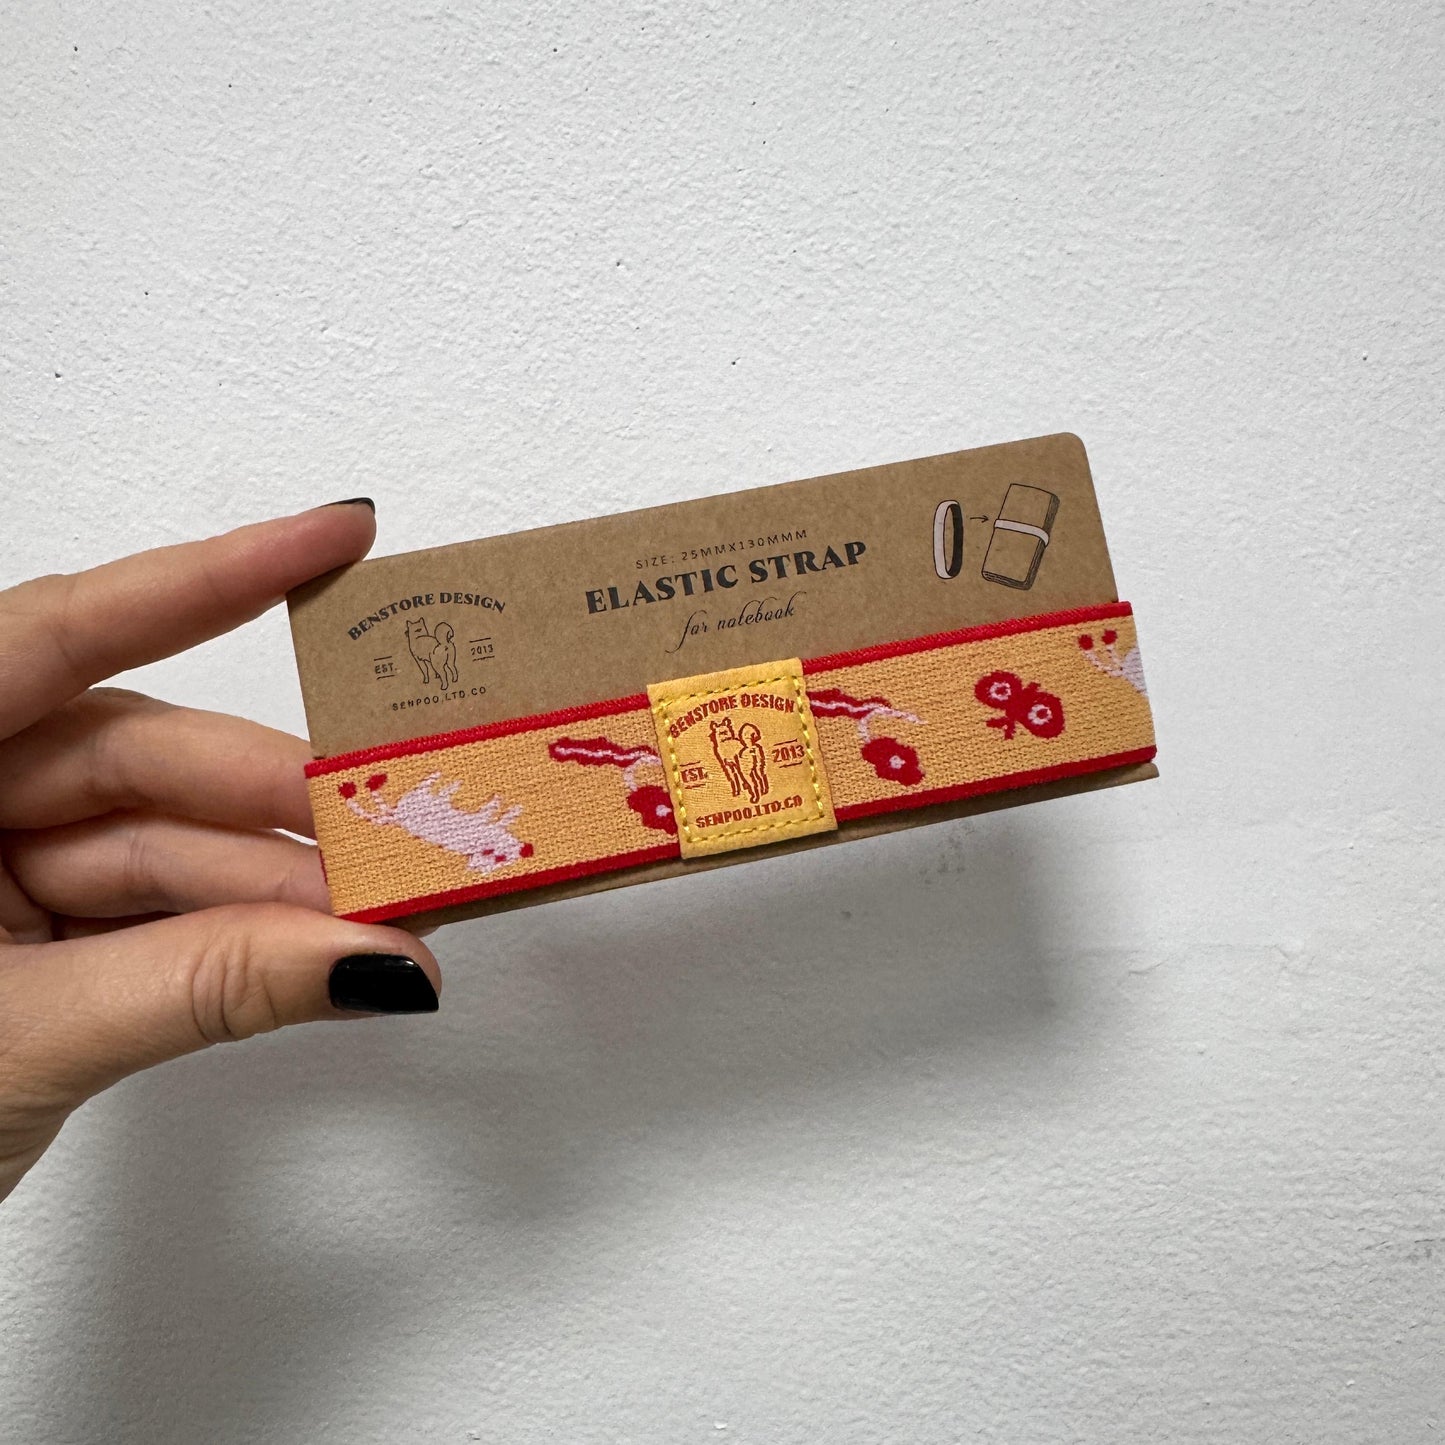 SIZE: 25MMX130MMM
ELASTIC STRAP
for notebook
BENSTORE DESIGN
EST. 2013
SENPOO.LTD.CO
BENSTORE DESIGN
EST. 2013
SENPOO.LTD.CO